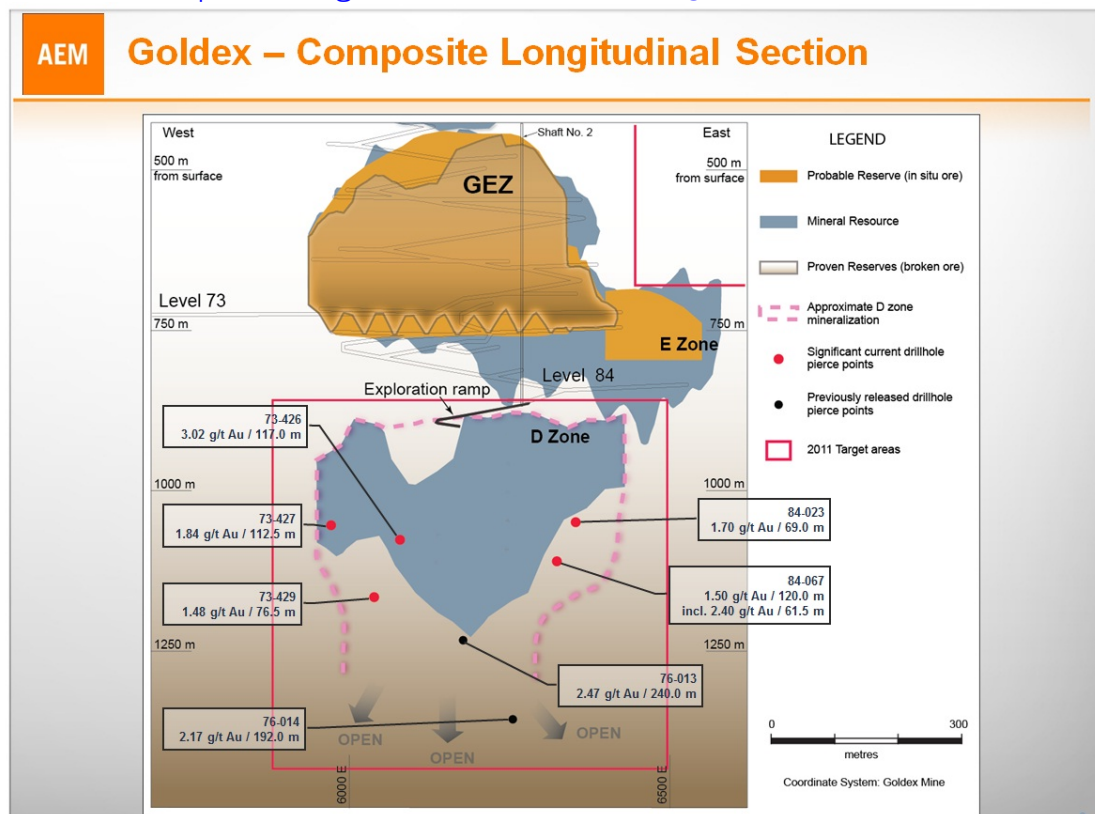 AEM
Goldex – Composite Longitudinal Section
West
East
Shaft No. 2
500 m
from surface
500 m
from surface
GEZ
Level 73
750 m
750 m
E Zone
Level 84
Exploration ramp
D Zone
73-426
3.02 g/t Au / 117.0 m
1000 m
1000 m
73-427
1.84 g/t Au / 112.5 m
84-023
1.70 g/t Au / 69.0 m
73-429
1.48 g/t Au / 76.5 m
84-067
1.50 g/t Au / 120.0 m
incl. 2.40 g/t Au / 61.5 m
1250 m
1250 m
76-013
2.47 g/t Au / 240.0 m
76-014
2.17 g/t Au / 192.0 m
OPEN
OPEN
OPEN
6000 E
6500 E
LEGEND
Probable Reserve (in situ ore)
Mineral Resource
Proven Reserves (broken ore)
Approximate D zone
mineralization
Significant current drillhole
pierce points
Previously released drillhole
pierce points
2011 Target areas
0
300
metres
Coordinate System: Goldex Mine